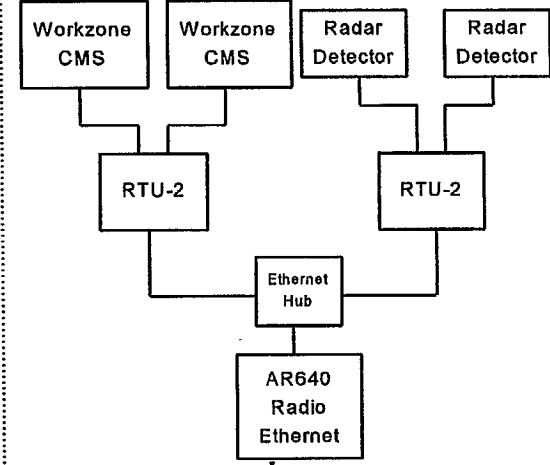 Workzone
CMS
Workzone
CMS
Radar
Detector
Radar
Detector
RTU-2
RTU-2
Ethernet
Hub
AR640
Radio
Ethernet